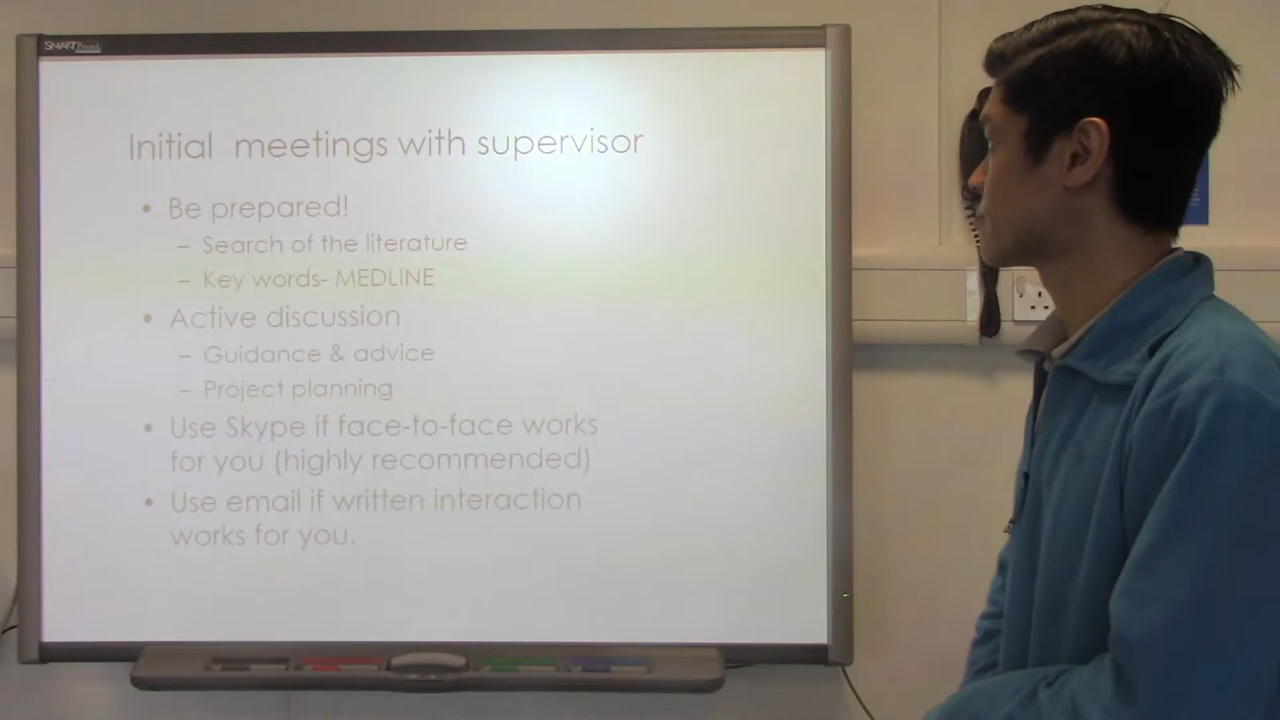 SMART Board
Initial meetings with supervisor
• Be prepared!
– Search of the literature
– Key words- MEDLINE
• Active discussion
– Guidance & advice
– Project planning
• Use Skype if face-to-face works
for you (highly recommended)
• Use email if written interaction
works for you.